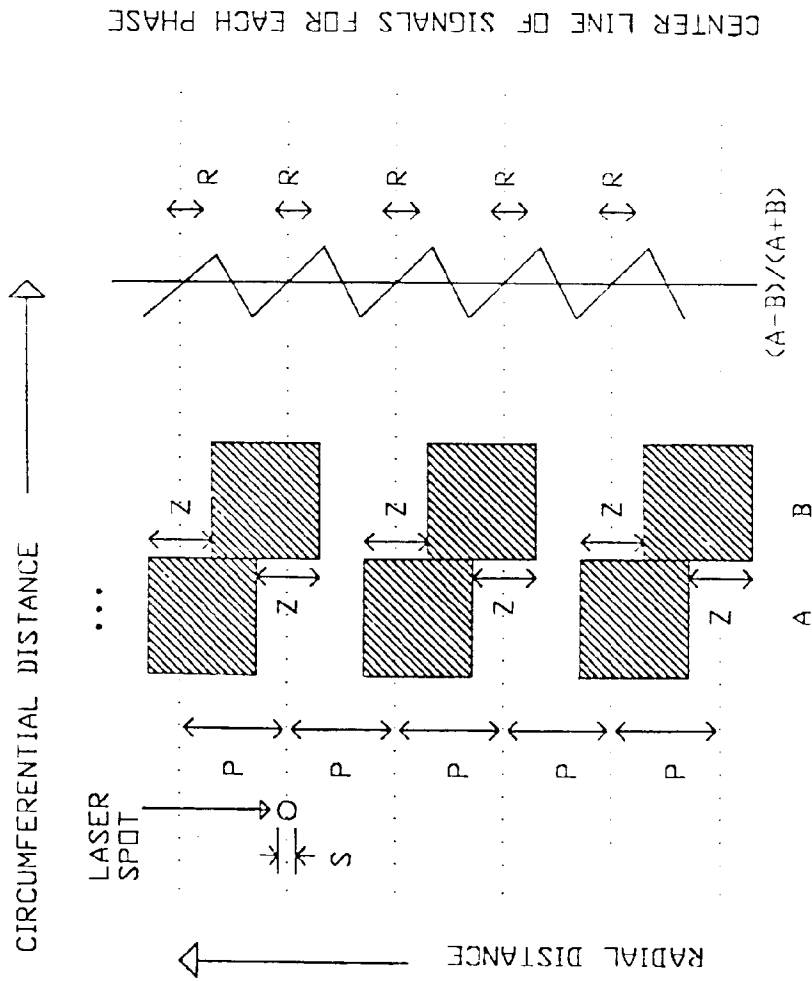 CIRCUMFERENTIAL DISTANCE
LASER
SPOT
...
S
RADIAL DISTANCE
P
P
P
P
P
Z
Z
Z
Z
Z
Z
R
R
R
R
R
A
B
(A-B)/(A+B)
CENTER LINE OF SIGNALS FOR EACH PHASE